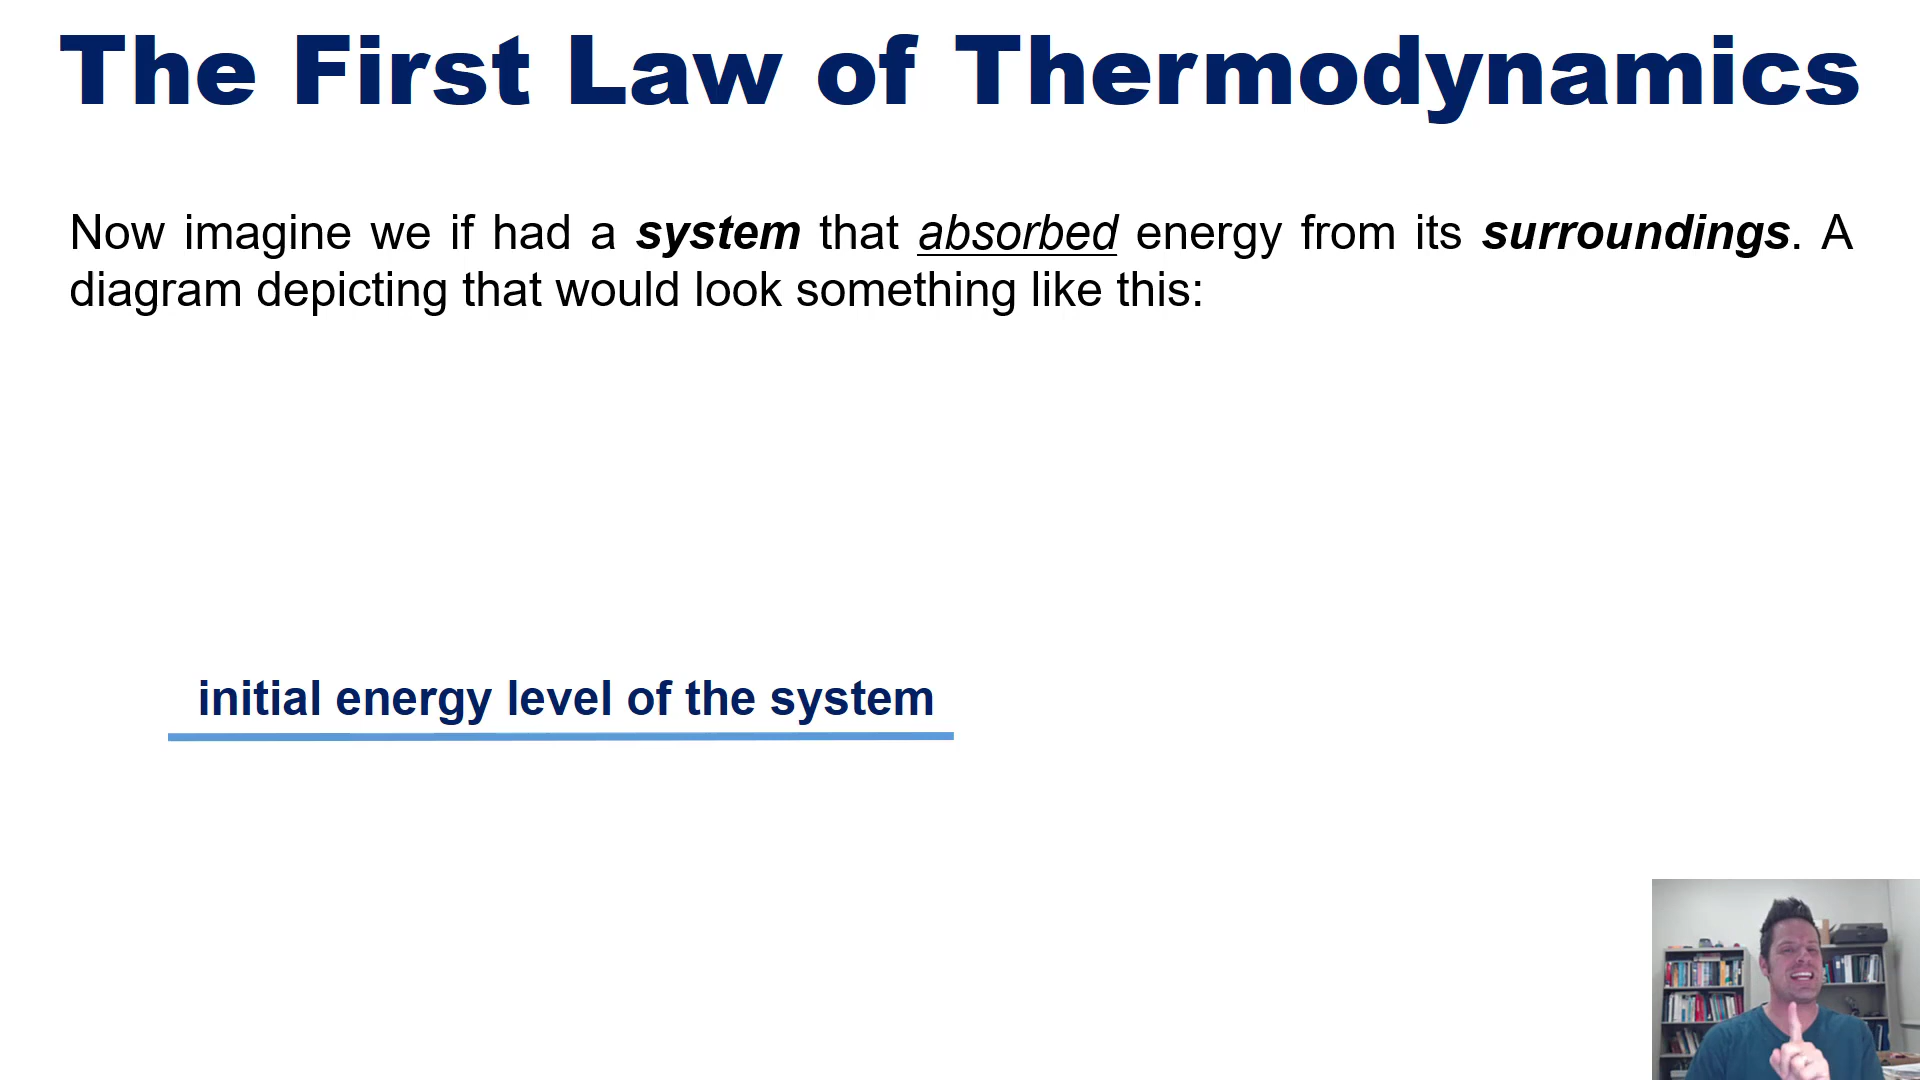 The First Law of Thermodynamics
Now imagine we if had a system that absorbed energy from its surroundings. A
diagram depicting that would look something like this:
initial energy level of the system